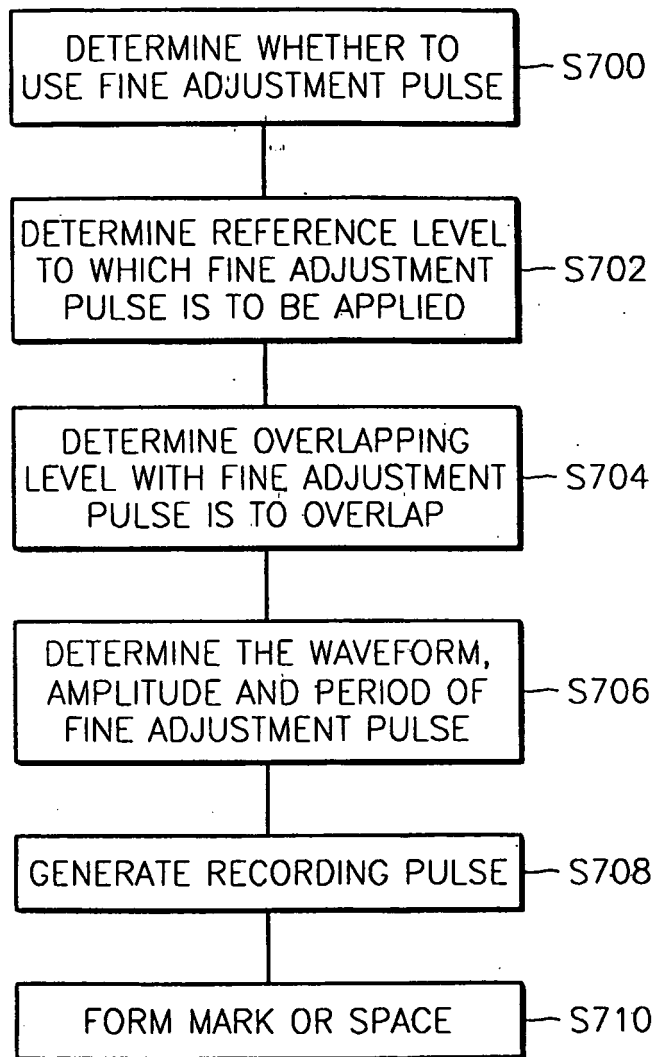 DETERMINE WHETHER TO
USE FINE ADJUSTMENT PULSE
S700
DETERMINE REFERENCE LEVEL
TO WHICH FINE ADJUSTMENT
PULSE IS TO BE APPLIED
S702
DETERMINE OVERLAPPING
LEVEL WITH FINE ADJUSTMENT
PULSE IS TO OVERLAP
S704
DETERMINE THE WAVEFORM,
AMPLITUDE AND PERIOD OF
FINE ADJUSTMENT PULSE
S706
GENERATE RECORDING PULSE
S708
FORM MARK OR SPACE
S710